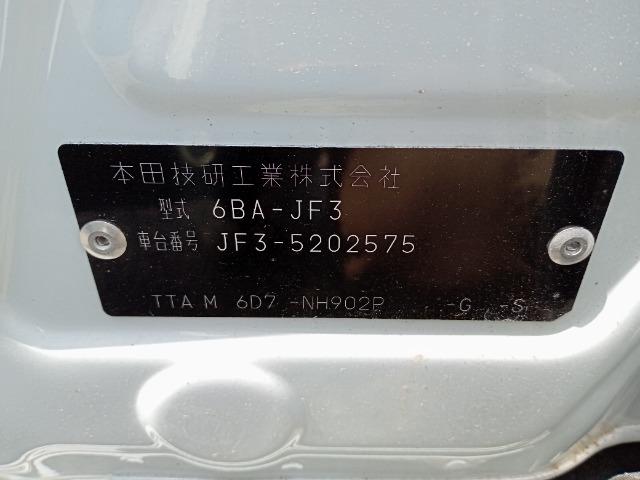 本田技研工業株式会社
型式 6BA-JF3
車台番号 JF3-5202575
TTA M 6D7 -NH902P -G -S